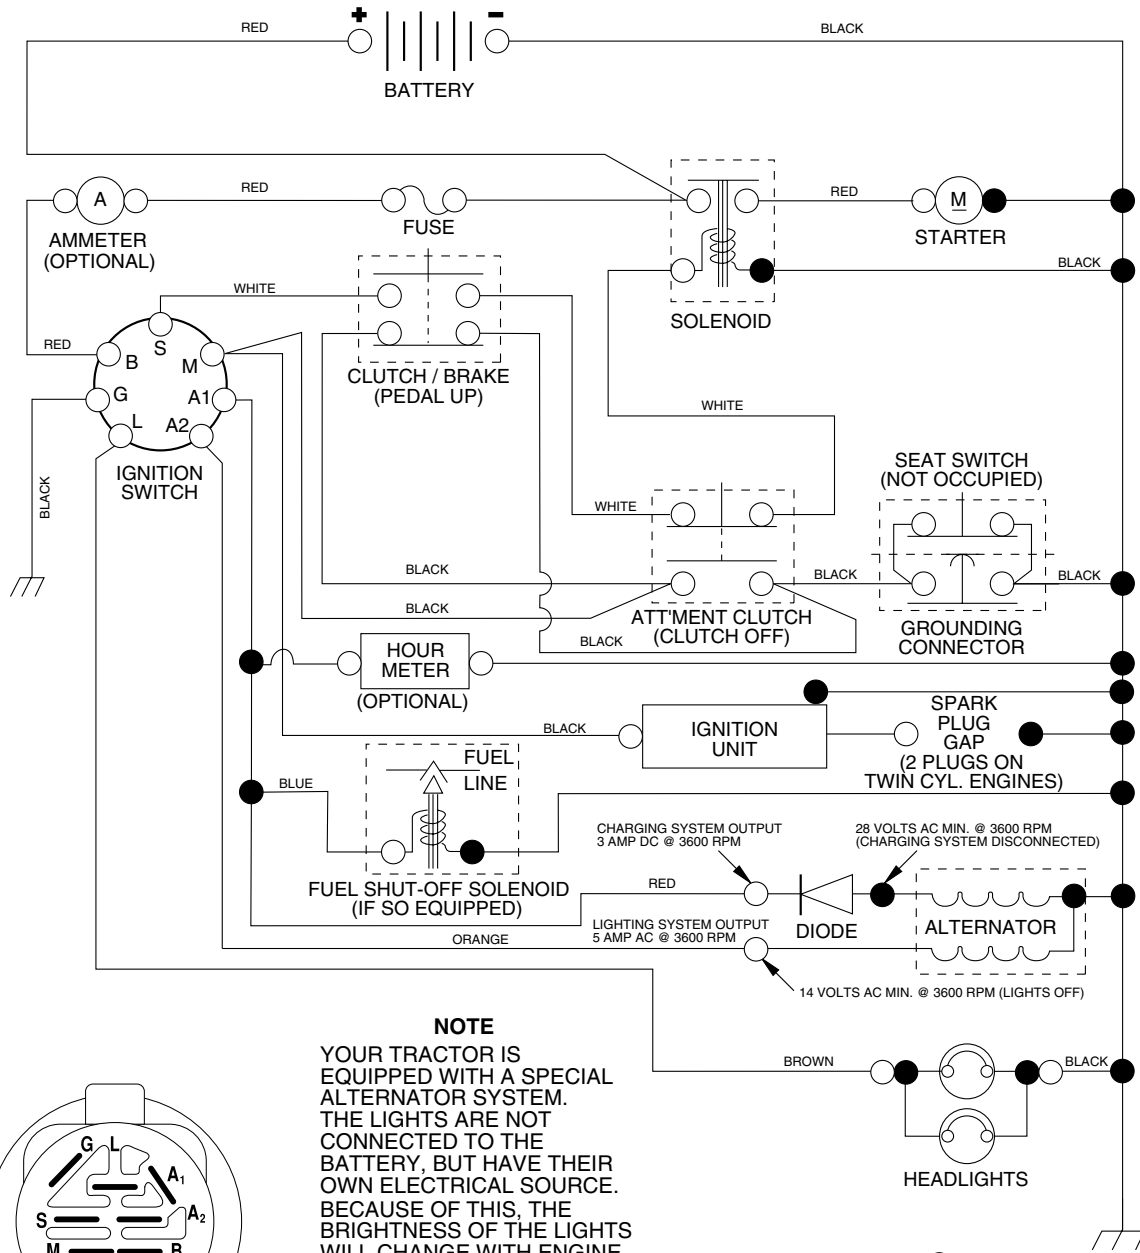 + −
RED
BLACK
BATTERY
RED
A
AMMETER
(OPTIONAL)
FUSE
RED
M
STARTER
BLACK
SOLENOID
WHITE
RED
S
B
M
G
A1
L
A2
IGNITION
SWITCH
BLACK
CLUTCH / BRAKE
(PEDAL UP)
WHITE
SEAT SWITCH
(NOT OCCUPIED)
WHITE
BLACK
BLACK
BLACK
BLACK
ATT'MENT CLUTCH
(CLUTCH OFF)
GROUNDING
CONNECTOR
BLACK
HOUR
METER
(OPTIONAL)
BLACK
IGNITION
UNIT
SPARK
PLUG
GAP
(2 PLUGS ON
TWIN CYL. ENGINES)
FUEL
LINE
BLUE
FUEL SHUT-OFF SOLENOID
(IF SO EQUIPPED)
CHARGING SYSTEM OUTPUT
3 AMP DC @ 3600 RPM
28 VOLTS AC MIN. @ 3600 RPM
(CHARGING SYSTEM DISCONNECTED)
RED
DIODE
ALTERNATOR
LIGHTING SYSTEM OUTPUT
5 AMP AC @ 3600 RPM
ORANGE
14 VOLTS AC MIN. @ 3600 RPM (LIGHTS OFF)
BROWN
BLACK
HEADLIGHTS
NOTE
YOUR TRACTOR IS
EQUIPPED WITH A SPECIAL
ALTERNATOR SYSTEM.
THE LIGHTS ARE NOT
CONNECTED TO THE
BATTERY, BUT HAVE THEIR
OWN ELECTRICAL SOURCE.
BECAUSE OF THIS, THE
BRIGHTNESS OF THE LIGHTS
WILL CHANGE WITH ENGINE
G L
A1
S
A2
M
B